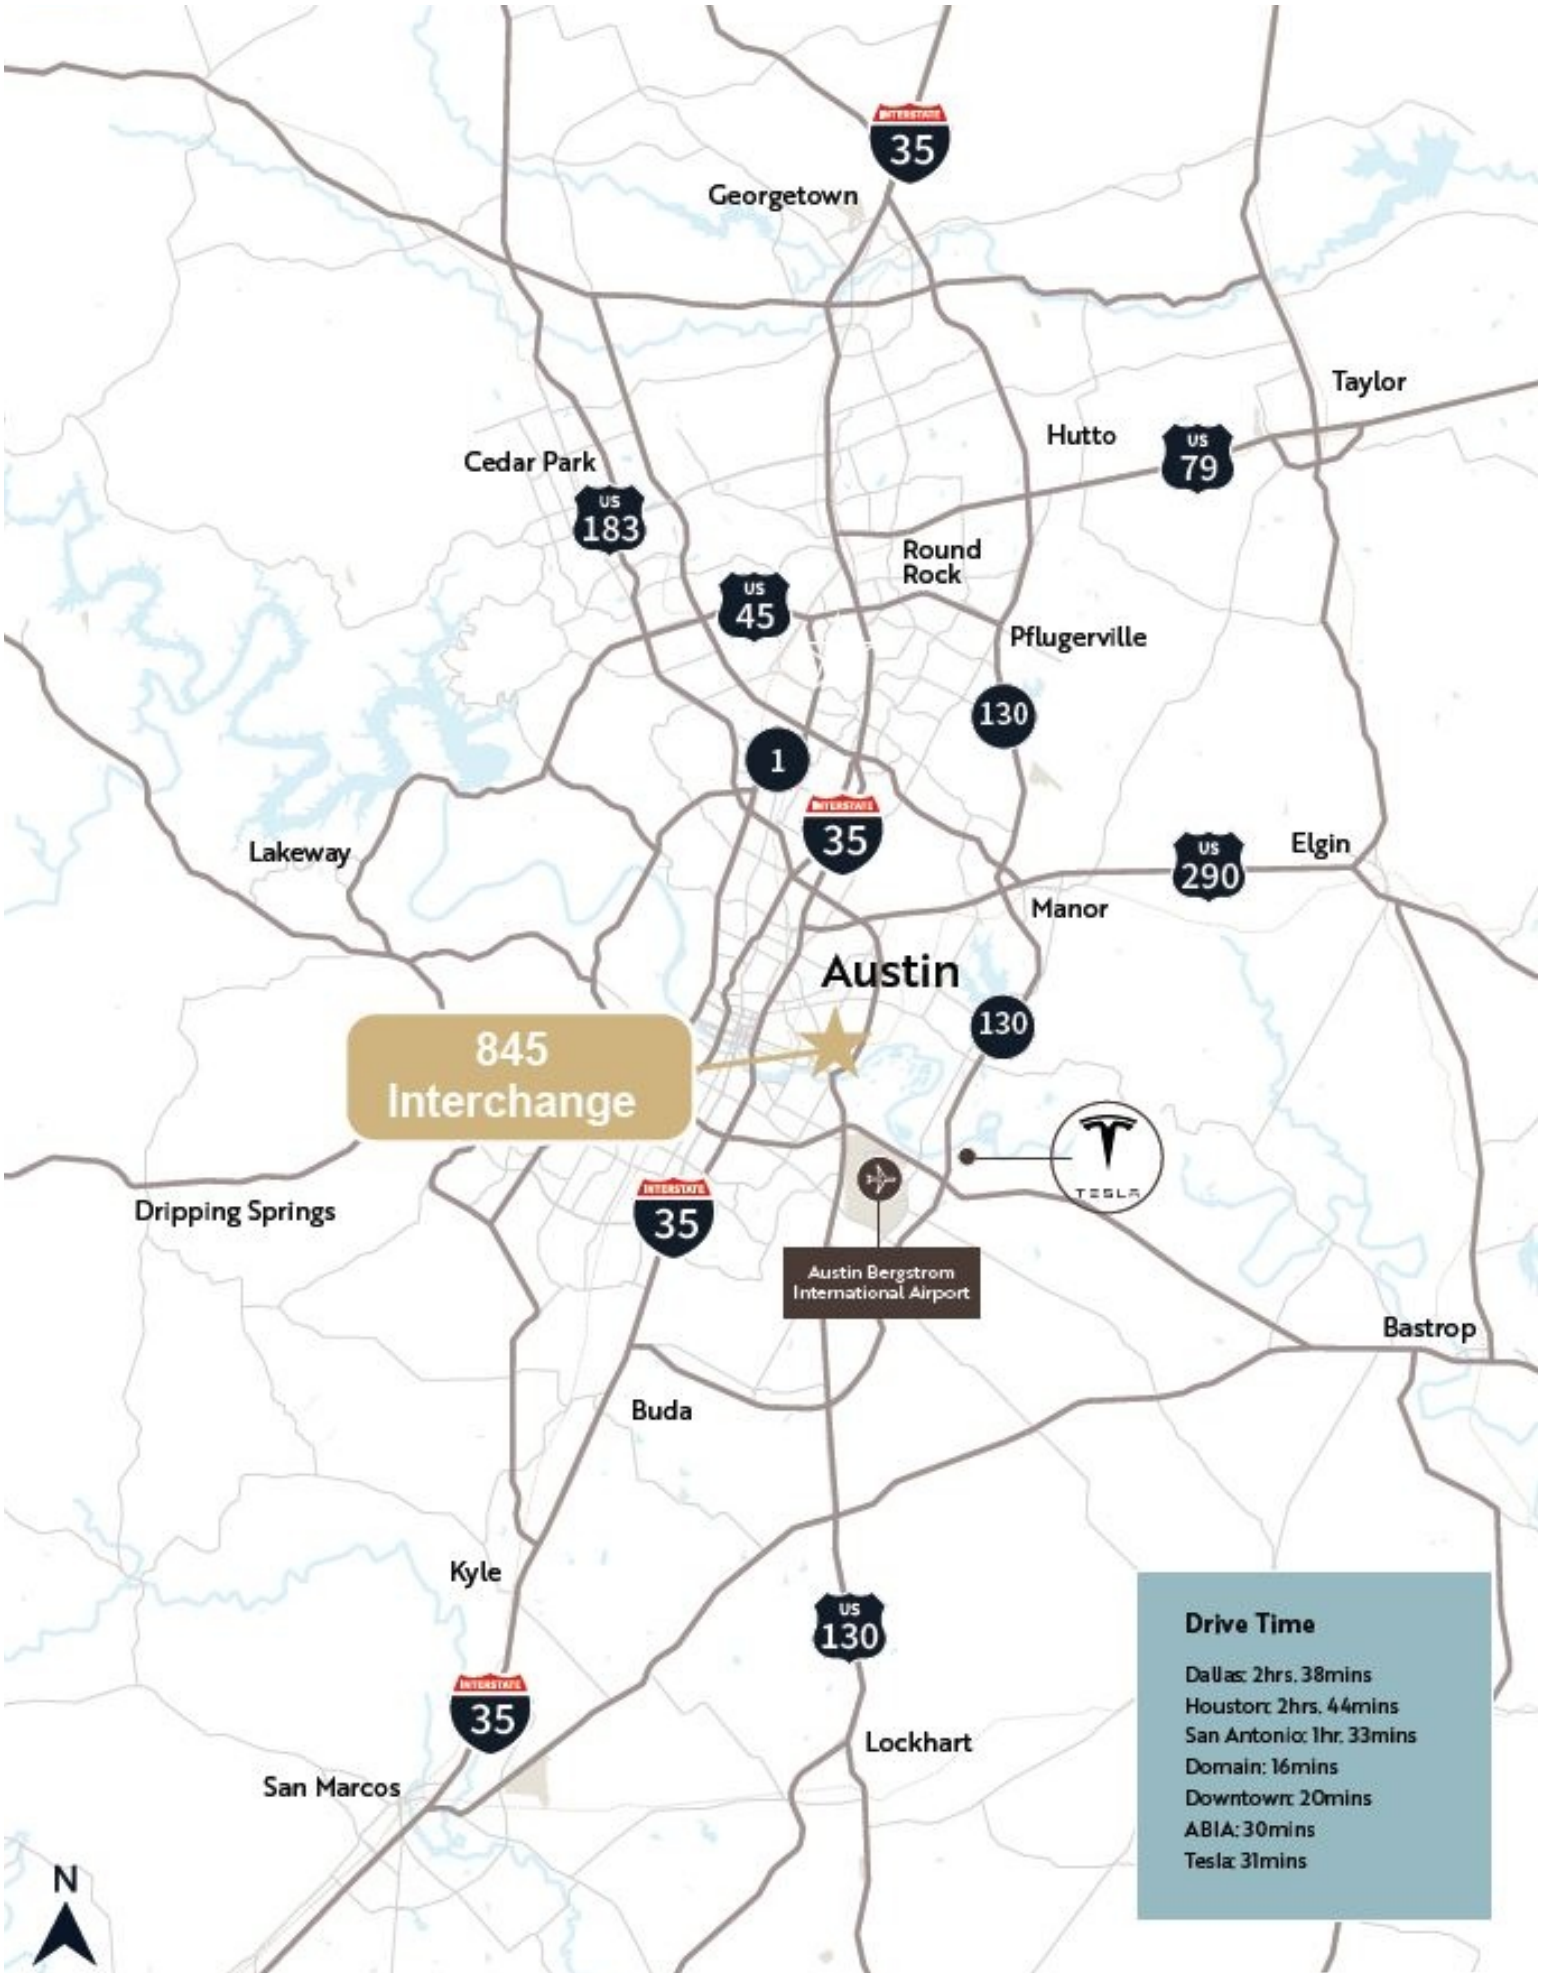 INTERSTATE
35
Georgetown
Taylor
Hutto
US
79
Cedar Park
US
183
Round
Rock
US
45
Pflugerville
130
1
INTERSTATE
35
Lakeway
Elgin
US
290
Manor
Austin
130
845
Interchange
TESLA
INTERSTATE
35
Dripping Springs
Austin Bergstrom
International Airport
Bastrop
Buda
Kyle
US
130
INTERSTATE
35
Lockhart
San Marcos
N
Drive Time
Dallas: 2hrs. 38mins
Houston: 2hrs. 44mins
San Antonio: 1hr. 33mins
Domain: 16mins
Downtown: 20mins
ABIA: 30mins
Tesla: 31mins